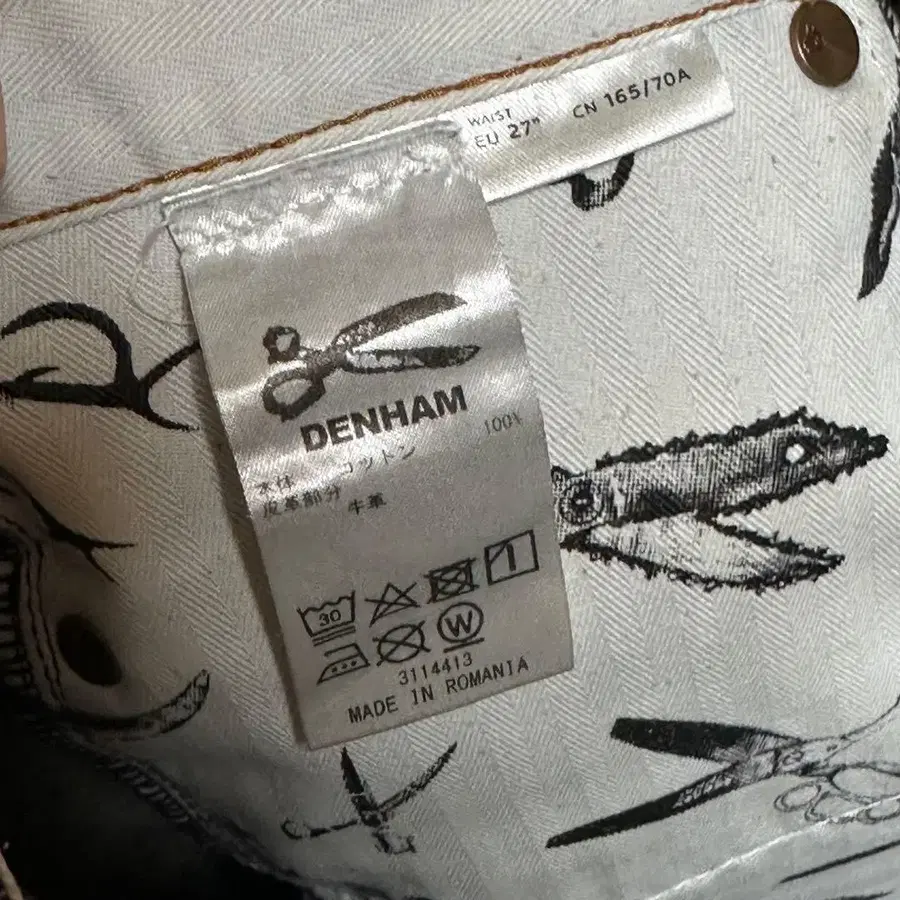 WAIST
EU 27" CN 165/70A
DENHAM
本体 コットン 100%
皮革部分 牛革
30
W
3114413
MADE IN ROMANIA